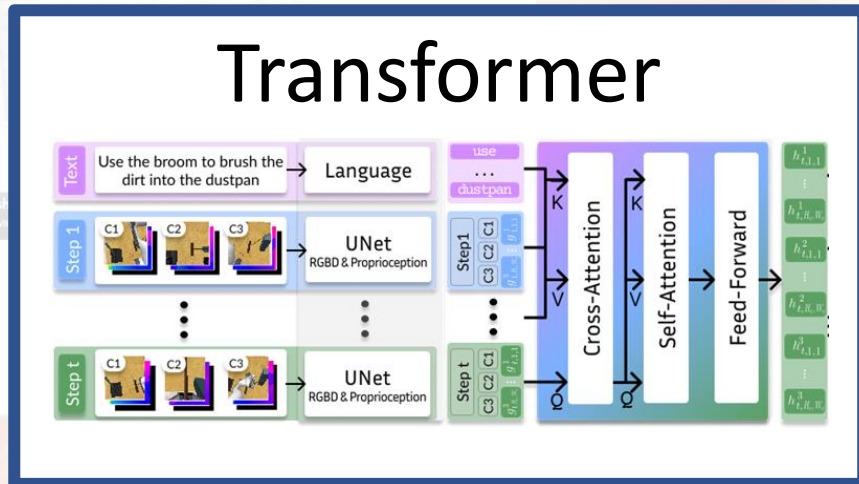 Transformer
Text
Use the broom to brush the
dirt into the dustpan
Language
use
...
dustpan
Step 1
C1
C2
C3
UNet
RGBD & Proprioception
Step1
C1
C2
C3
Step t
C1
C2
C3
UNet
RGBD & Proprioception
Step t
C1
C2
C3
K
V
Q
Cross-Attention
K
V
Q
Self-Attention
Feed-Forward